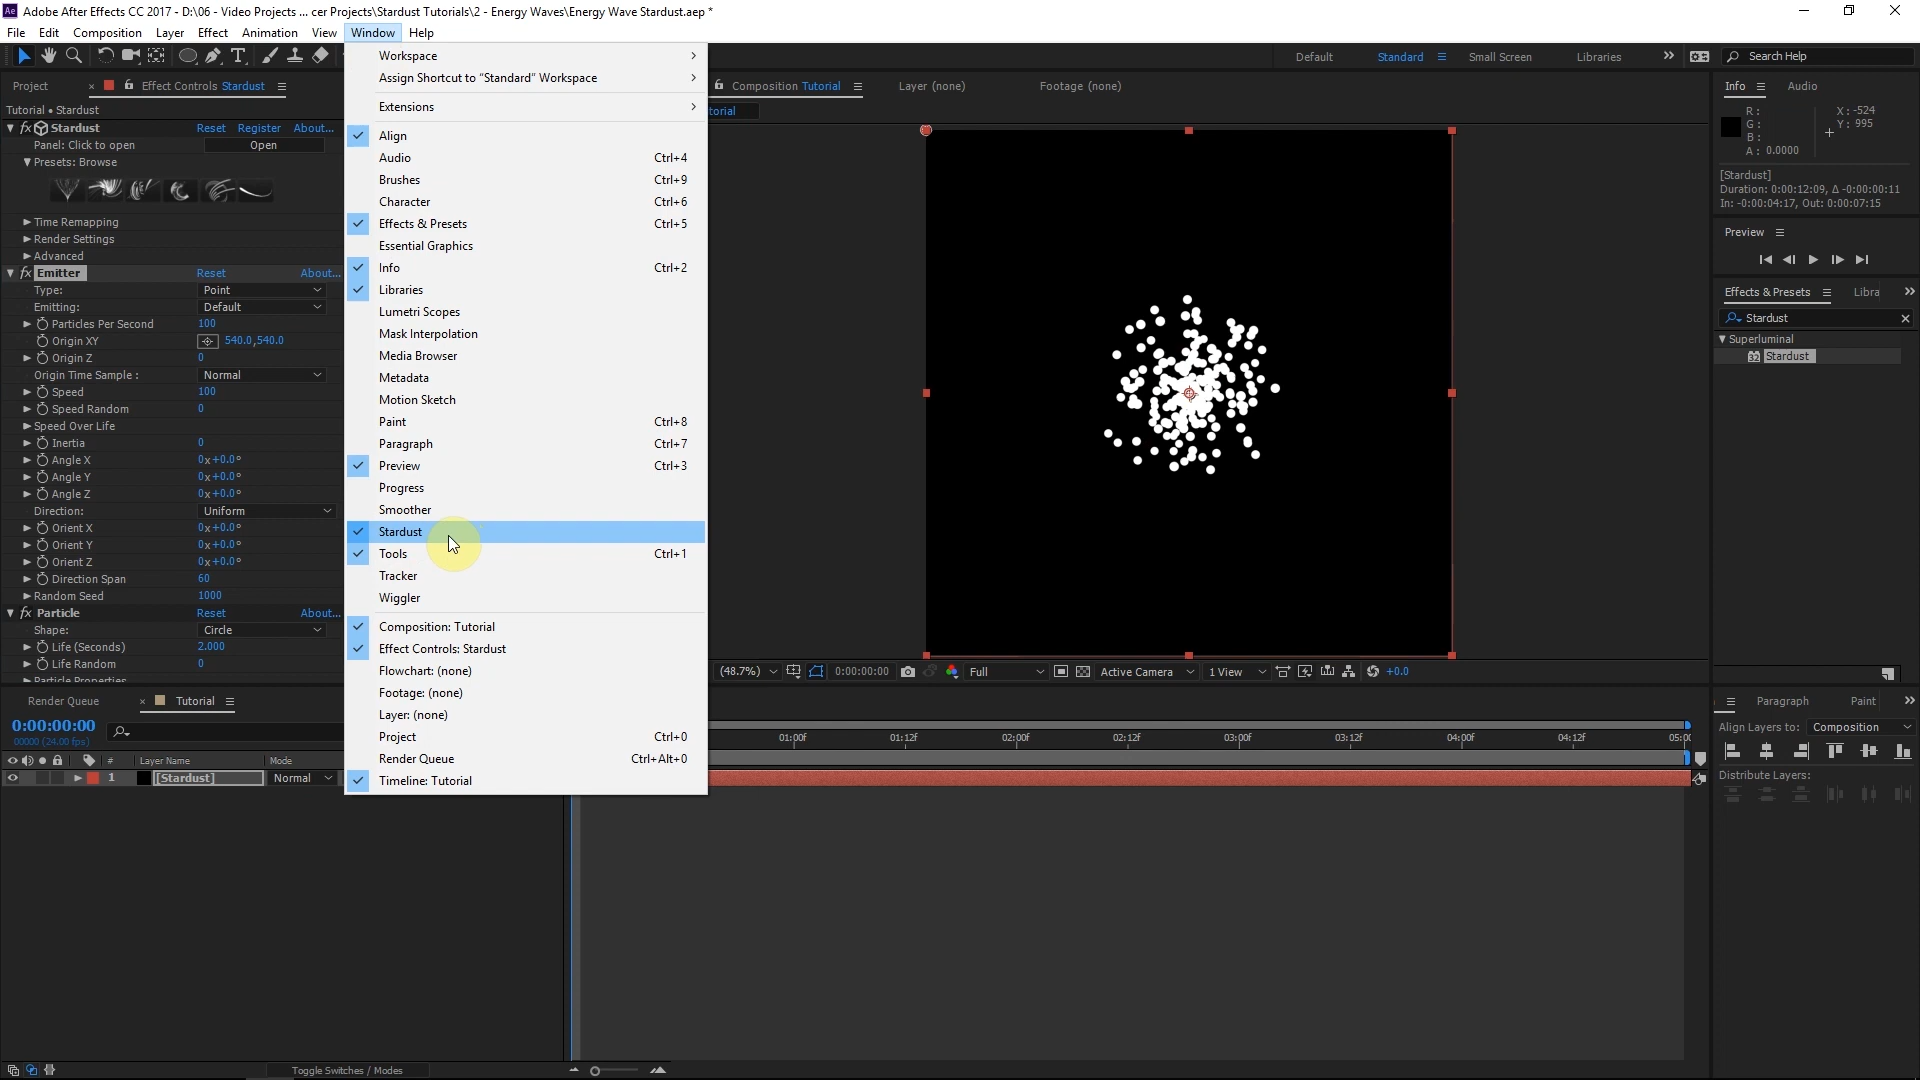 Adobe After Effects CC 2017 - D:\06 - Video Projects ... cer Projects\Stardust Tutorials\2 - Energy Waves\Energy Wave Stardust.aep *
File Edit Composition Layer Effect Animation View Window Help
Default Standard Small Screen Libraries Search Help
Project Effect Controls Stardust
Tutorial • Stardust
Stardust Reset Register About...
Panel: Click to open Open
Presets: Browse
Time Remapping
Render Settings
Advanced
Emitter Reset About...
Type: Point
Emitting: Default
Particles Per Second 100
Origin XY 540.0,540.0
Origin Z 0
Origin Time Sample : Normal
Speed 100
Speed Random 0
Speed Over Life
Inertia 0
Angle X 0x+0.0°
Angle Y 0x+0.0°
Angle Z 0x+0.0°
Direction: Uniform
Orient X 0x+0.0°
Orient Y 0x+0.0°
Orient Z 0x+0.0°
Direction Span 60
Random Seed 1000
Particle Reset About...
Shape: Circle
Life (Seconds) 2.000
Life Random 0
Particle Properties
Workspace
Assign Shortcut to “Standard” Workspace
Extensions
Align
Audio Ctrl+4
Brushes Ctrl+9
Character Ctrl+6
Effects & Presets Ctrl+5
Essential Graphics
Info Ctrl+2
Libraries
Lumetri Scopes
Mask Interpolation
Media Browser
Metadata
Motion Sketch
Paint Ctrl+8
Paragraph Ctrl+7
Preview Ctrl+3
Progress
Smoother
Stardust
Tools Ctrl+1
Tracker
Wiggler
Composition: Tutorial
Effect Controls: Stardust
Flowchart: (none)
Footage: (none)
Layer: (none)
Project Ctrl+0
Render Queue Ctrl+Alt+0
Timeline: Tutorial
Composition Tutorial Layer (none) Footage (none)
torial
(48.7%) 0:00:00:00 Full Active Camera 1 View +0.0
Info Audio
R: X: -524
G: Y: 995
B:
A: 0.0000
[Stardust]
Duration: 0:00:12:09, Δ -0:00:00:11
In: -0:00:04:17, Out: 0:00:07:15
Preview
Effects & Presets Libra
Stardust
Superluminal
32 Stardust
Render Queue Tutorial
0:00:00:00
00000 (24.00 fps)
# Layer Name Mode
1 [Stardust] Normal
01:00f 01:12f 02:00f 02:12f 03:00f 03:12f 04:00f 04:12f 05:00
Paragraph Paint
Align Layers to: Composition
Distribute Layers:
Toggle Switches / Modes